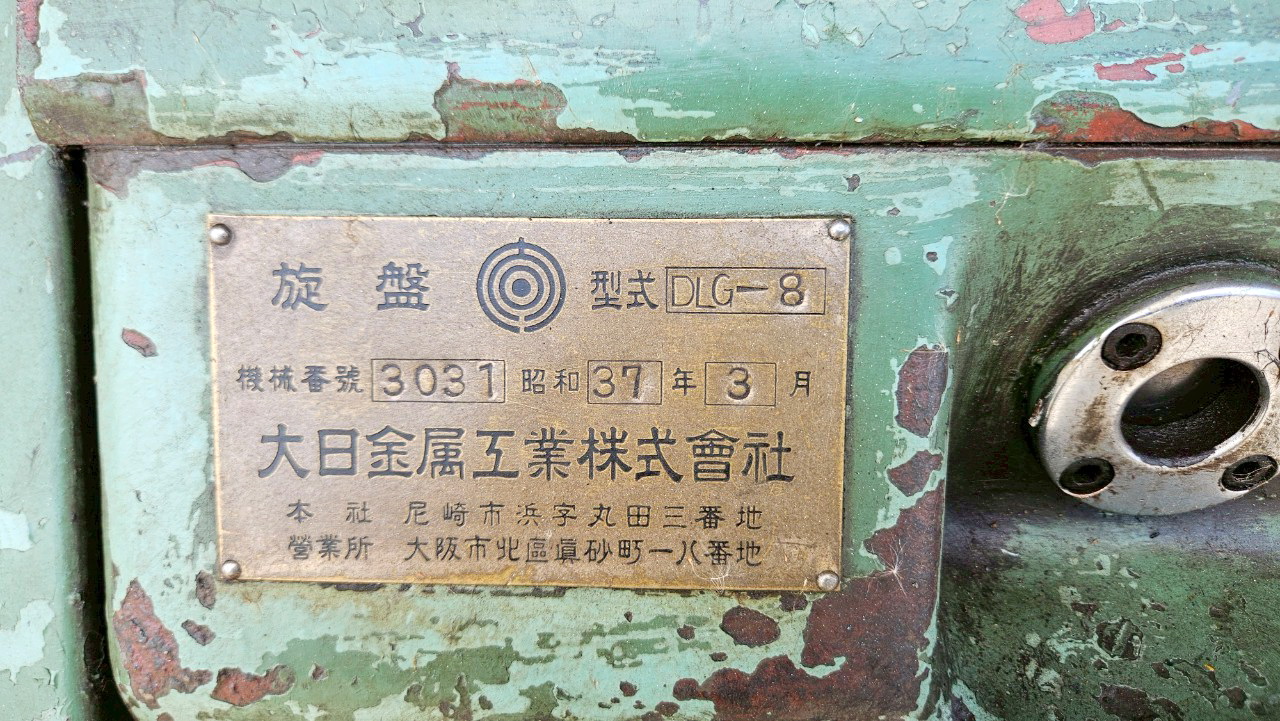 旋盤 型式 DLG-8
機械番號 3031 昭和 37 年 3 月
大日金属工業株式會社
本社 尼崎市浜字丸田三番地
營業所 大阪市北區眞砂町一八番地